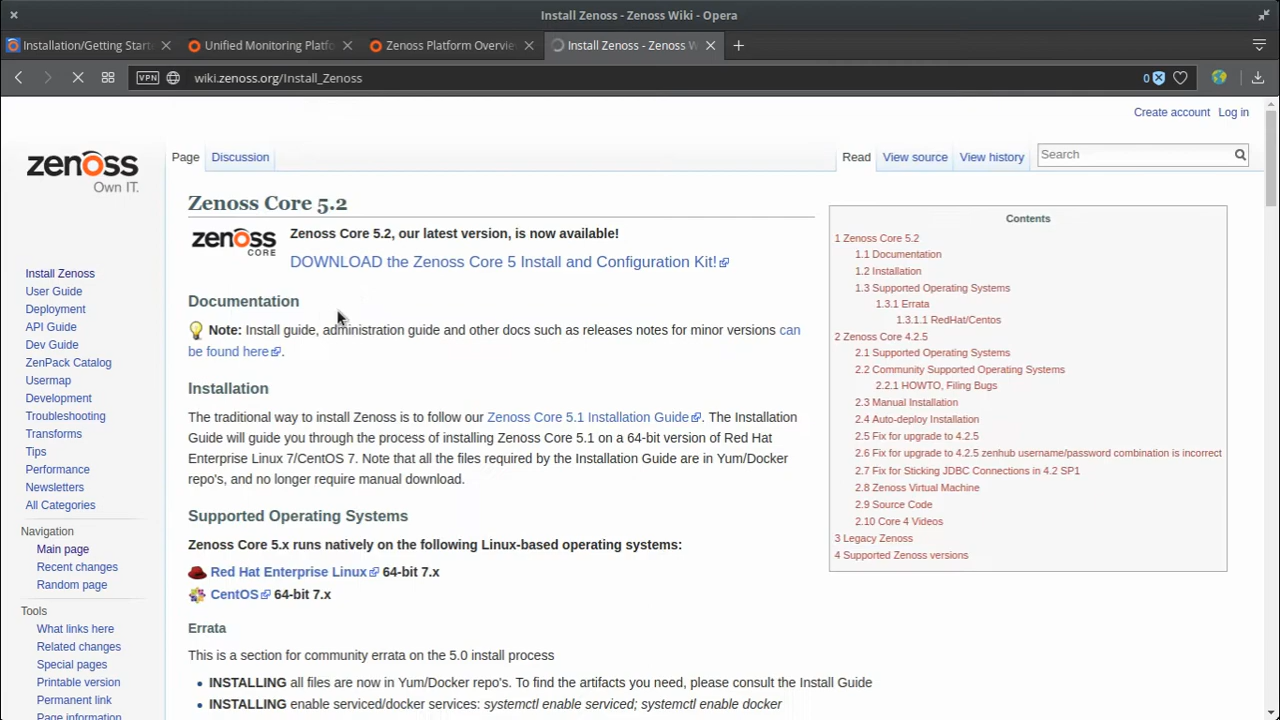 Install Zenoss - Zenoss Wiki - Opera
Installation/Getting Start
Unified Monitoring Platfo
Zenoss Platform Overvie
Install Zenoss - Zenoss W
VPN
wiki.zenoss.org/Install_Zenoss
0
Create account
Log in
zenoss
Own IT.
Page
Discussion
Read
View source
View history
Search
Zenoss Core 5.2
zenoss
CORE
Zenoss Core 5.2, our latest version, is now available!
DOWNLOAD the Zenoss Core 5 Install and Configuration Kit!
Documentation
Note: Install guide, administration guide and other docs such as releases notes for minor versions can
be found here.
Installation
The traditional way to install Zenoss is to follow our Zenoss Core 5.1 Installation Guide. The Installation
Guide will guide you through the process of installing Zenoss Core 5.1 on a 64-bit version of Red Hat
Enterprise Linux 7/CentOS 7. Note that all the files required by the Installation Guide are in Yum/Docker
repo's, and no longer require manual download.
Supported Operating Systems
Zenoss Core 5.x runs natively on the following Linux-based operating systems:
Red Hat Enterprise Linux 64-bit 7.x
CentOS 64-bit 7.x
Errata
This is a section for community errata on the 5.0 install process
INSTALLING all files are now in Yum/Docker repo's. To find the artifacts you need, please consult the Install Guide
INSTALLING enable serviced/docker services: systemctl enable serviced; systemctl enable docker
Contents
1 Zenoss Core 5.2
1.1 Documentation
1.2 Installation
1.3 Supported Operating Systems
1.3.1 Errata
1.3.1.1 RedHat/Centos
2 Zenoss Core 4.2.5
2.1 Supported Operating Systems
2.2 Community Supported Operating Systems
2.2.1 HOWTO, Filing Bugs
2.3 Manual Installation
2.4 Auto-deploy Installation
2.5 Fix for upgrade to 4.2.5
2.6 Fix for upgrade to 4.2.5 zenhub username/password combination is incorrect
2.7 Fix for Sticking JDBC Connections in 4.2 SP1
2.8 Zenoss Virtual Machine
2.9 Source Code
2.10 Core 4 Videos
3 Legacy Zenoss
4 Supported Zenoss versions
Install Zenoss
User Guide
Deployment
API Guide
Dev Guide
ZenPack Catalog
Usermap
Development
Troubleshooting
Transforms
Tips
Performance
Newsletters
All Categories
Navigation
Main page
Recent changes
Random page
Tools
What links here
Related changes
Special pages
Printable version
Permanent link
Page information